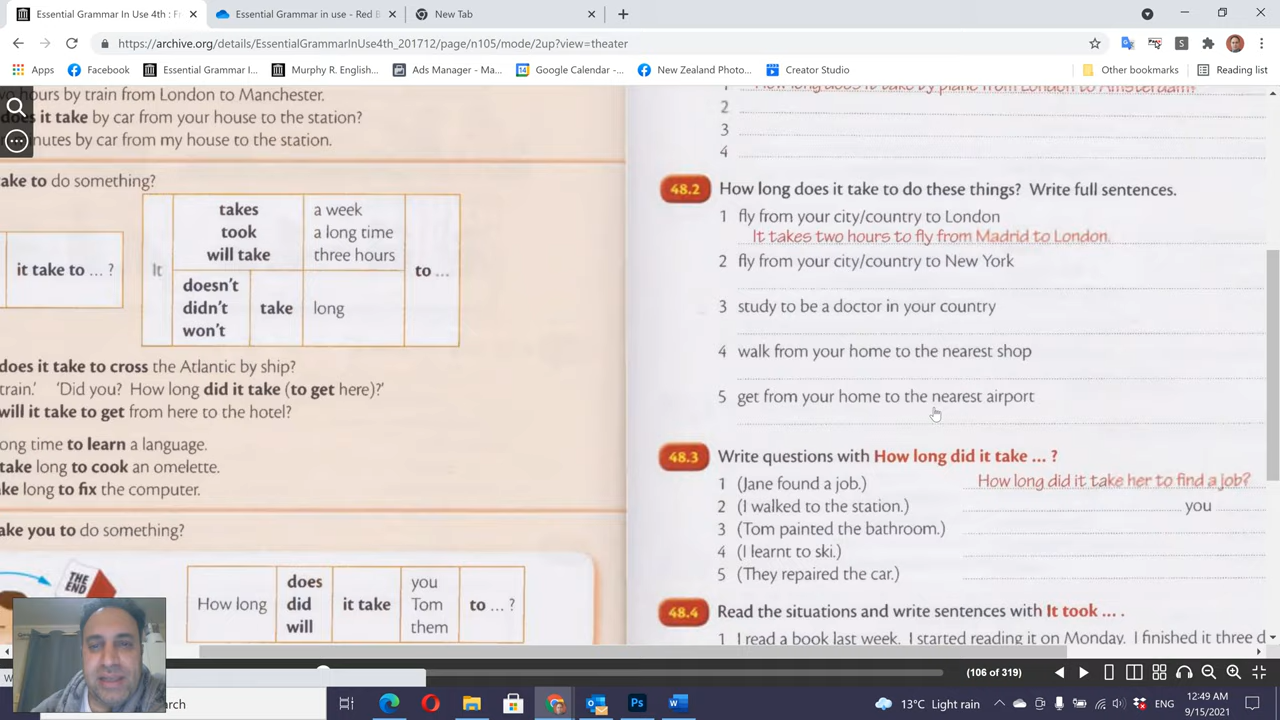 Essential Grammar In Use 4th : F
Essential Grammar in use - Red B
New Tab
https://archive.org/details/EssentialGrammarInUse4th_201712/page/n105/mode/2up?view=theater
Apps
Facebook
Essential Grammar I...
Murphy R. English...
Ads Manager - Ma...
Google Calendar -...
New Zealand Photo...
Creator Studio
Other bookmarks
Reading list
hours by train from London to Manchester.
does it take by car from your house to the station?
nutes by car from my house to the station.
ake to do something?
it take to ... ?
It
takes
took
will take
a week
a long time
three hours
to ...
doesn't
didn't
won't
take
long
does it take to cross the Atlantic by ship?
train.' 'Did you? How long did it take (to get here)?'
will it take to get from here to the hotel?
ong time to learn a language.
take long to cook an omelette.
ke long to fix the computer.
ake you to do something?
THE END
How long
does
did
will
it take
you
Tom
them
to ... ?
1 How long does it take by plane from London to Amsterdam?
2
3
4
48.2 How long does it take to do these things? Write full sentences.
1 fly from your city/country to London
It takes two hours to fly from Madrid to London.
2 fly from your city/country to New York
3 study to be a doctor in your country
4 walk from your home to the nearest shop
5 get from your home to the nearest airport
48.3 Write questions with How long did it take ... ?
1 (Jane found a job.) How long did it take her to find a job?
2 (I walked to the station.) you
3 (Tom painted the bathroom.)
4 (I learnt to ski.)
5 (They repaired the car.)
48.4 Read the situations and write sentences with It took ... .
1 I read a book last week. I started reading it on Monday. I finished it three d
(106 of 319)
rch
13°C Light rain
ENG
12:49 AM
9/15/2021